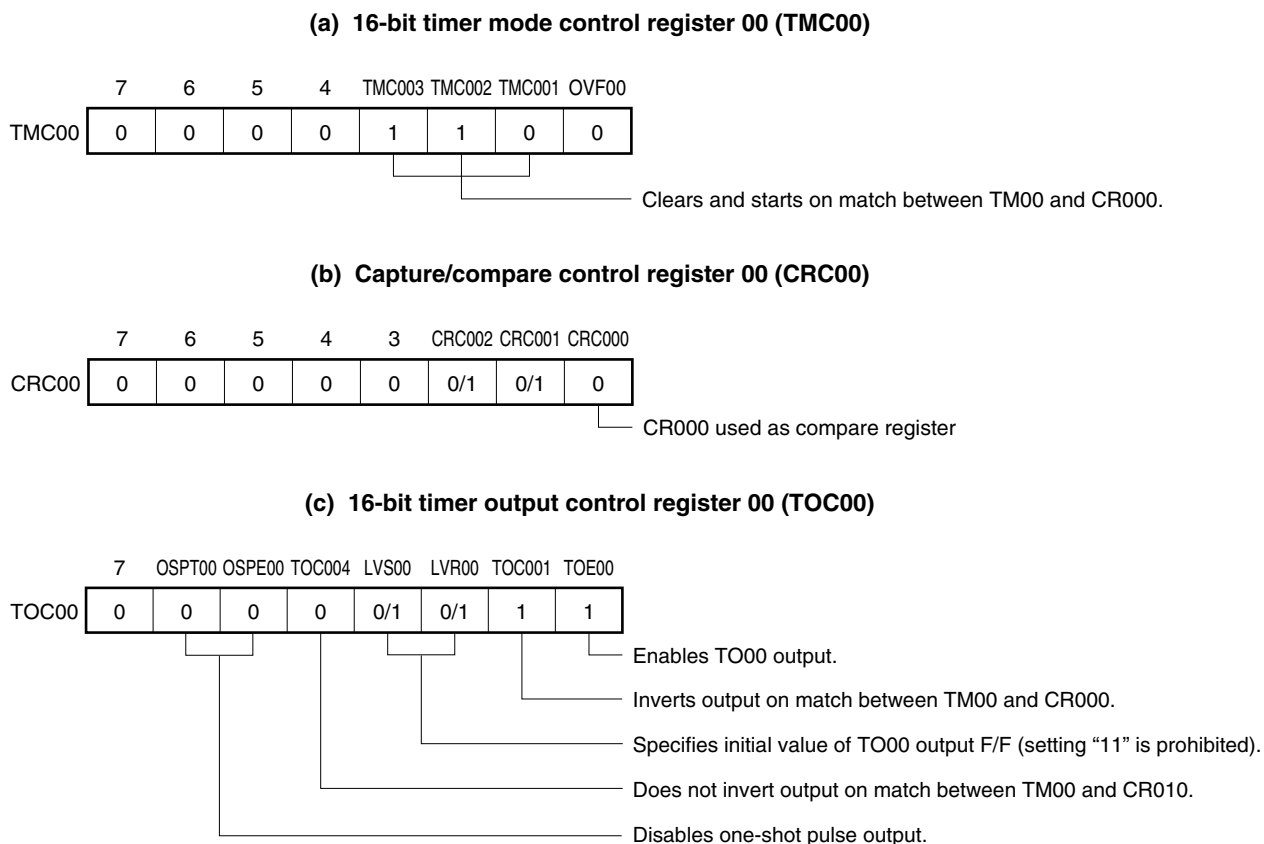 (a) 16-bit timer mode control register 00 (TMC00)
7 6 5 4 TMC003 TMC002 TMC001 OVF00
TMC00 0 0 0 0 1 1 0 0
Clears and starts on match between TM00 and CR000.
(b) Capture/compare control register 00 (CRC00)
7 6 5 4 3 CRC002 CRC001 CRC000
CRC00 0 0 0 0 0 0/1 0/1 0
CR000 used as compare register
(c) 16-bit timer output control register 00 (TOC00)
7 OSPT00 OSPE00 TOC004 LVS00 LVR00 TOC001 TOE00
TOC00 0 0 0 0 0/1 0/1 1 1
Enables TO00 output.
Inverts output on match between TM00 and CR000.
Specifies initial value of TO00 output F/F (setting “11” is prohibited).
Does not invert output on match between TM00 and CR010.
Disables one-shot pulse output.